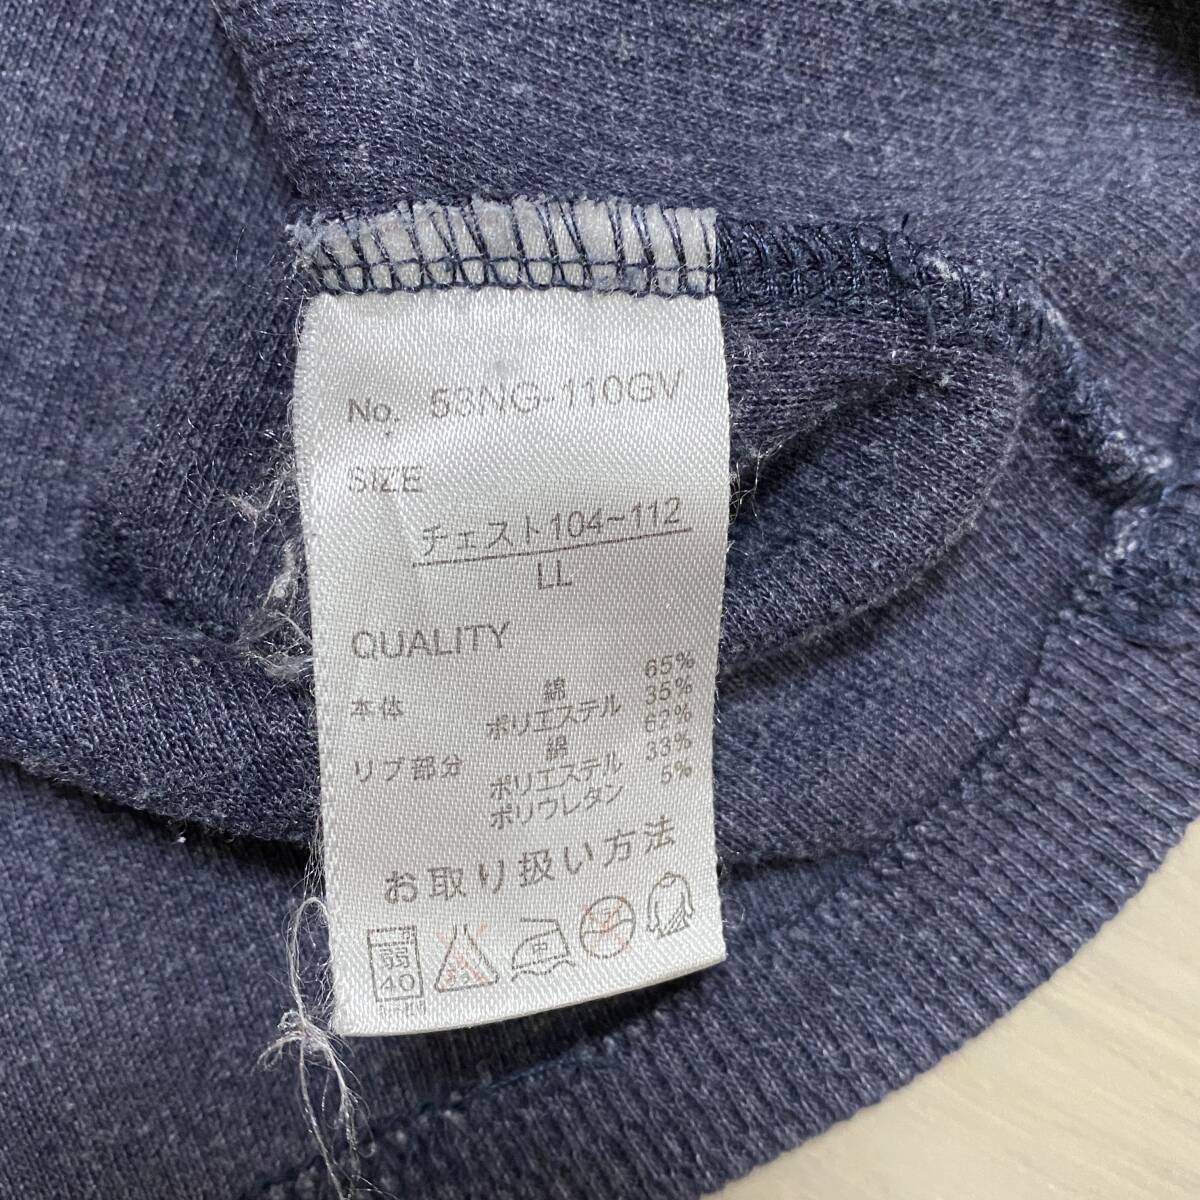 No. 53NG-110GV
SIZE
チェスト104~112
LL
QUALITY
本体 綿 65%
ポリエステル 35%
リブ部分 綿 62%
ポリエステル 33%
ポリウレタン 5%
お取り扱い方法
弱 40 中